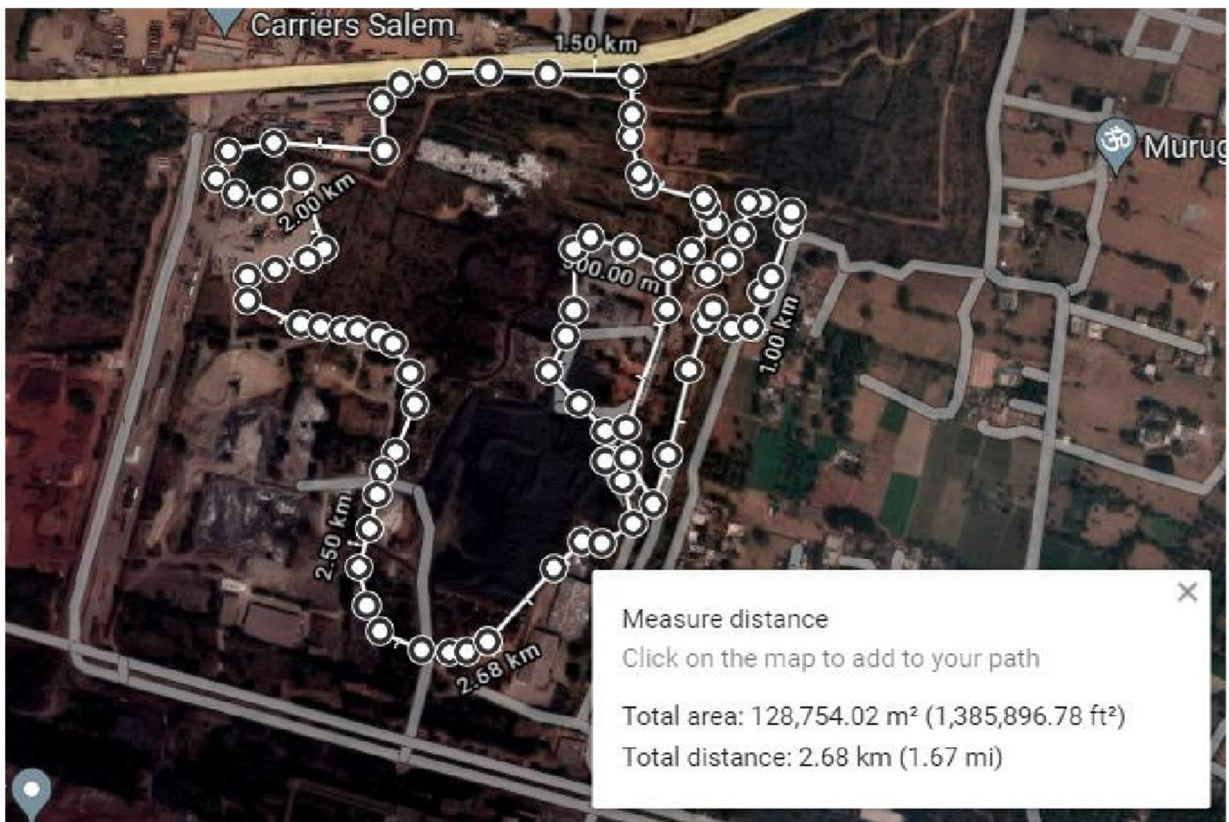 Carriers Salem
1.50 km
2.00 km
500.00 m
1.00 km
2.50 km
2.68 km
Measure distance
Click on the map to add to your path
Total area: 128,754.02 m² (1,385,896.78 ft²)
Total distance: 2.68 km (1.67 mi)